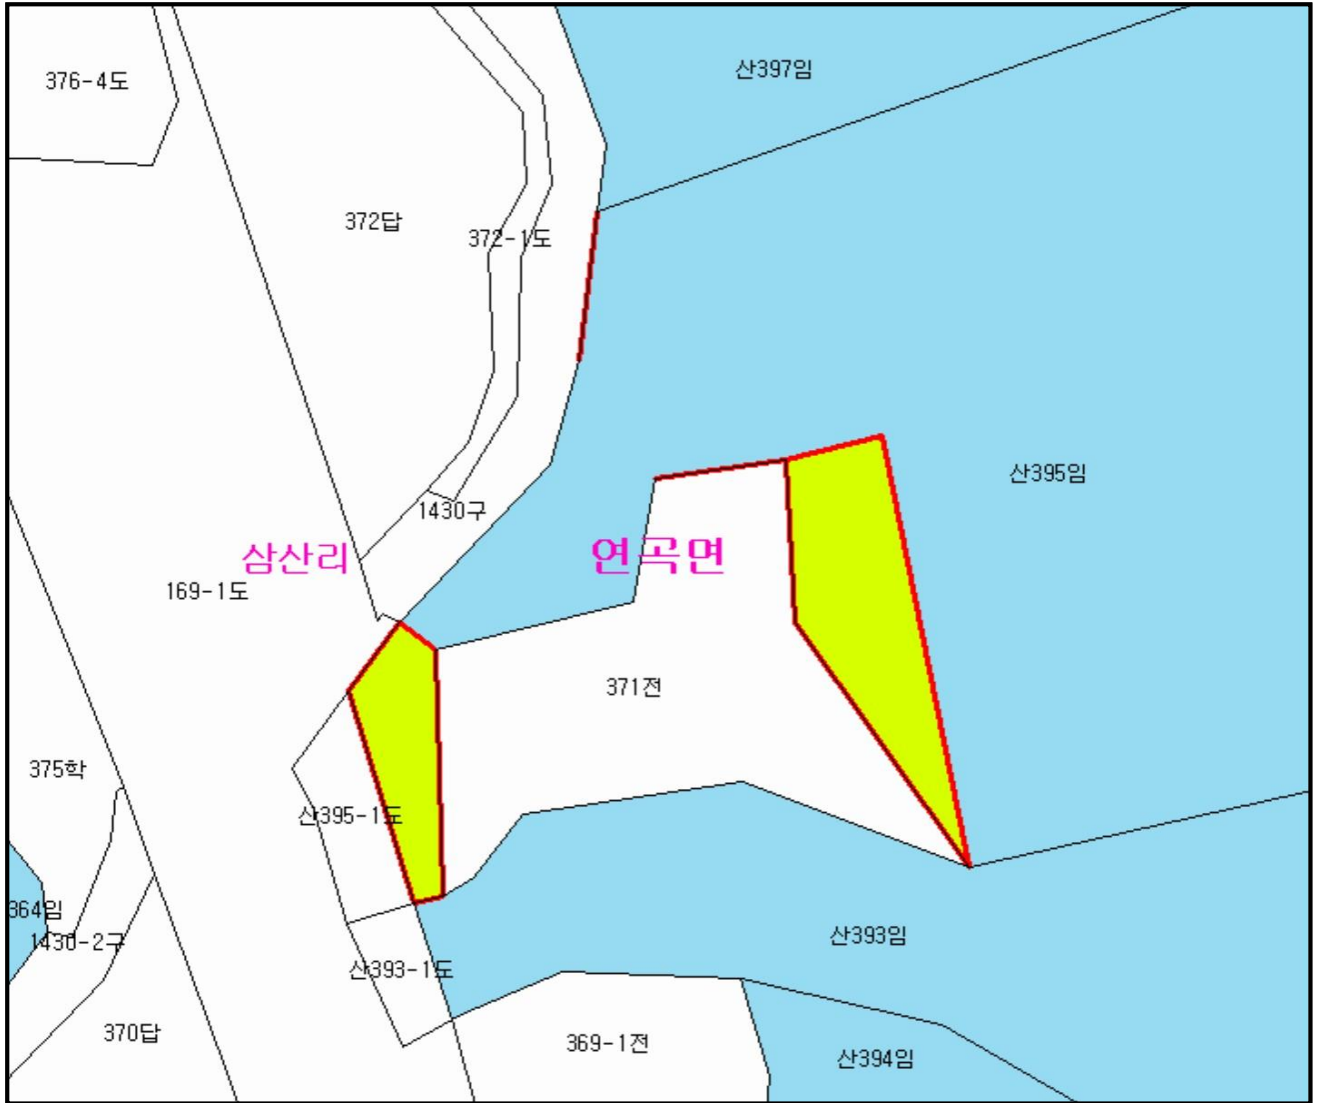 산397임
376-4도
372답
372-1도
산395임
1430구
삼산리
연곡면
169-1도
371전
375학
산395-1도
364임
1430-2구
산393임
산393-1도
370답
369-1전
산394임